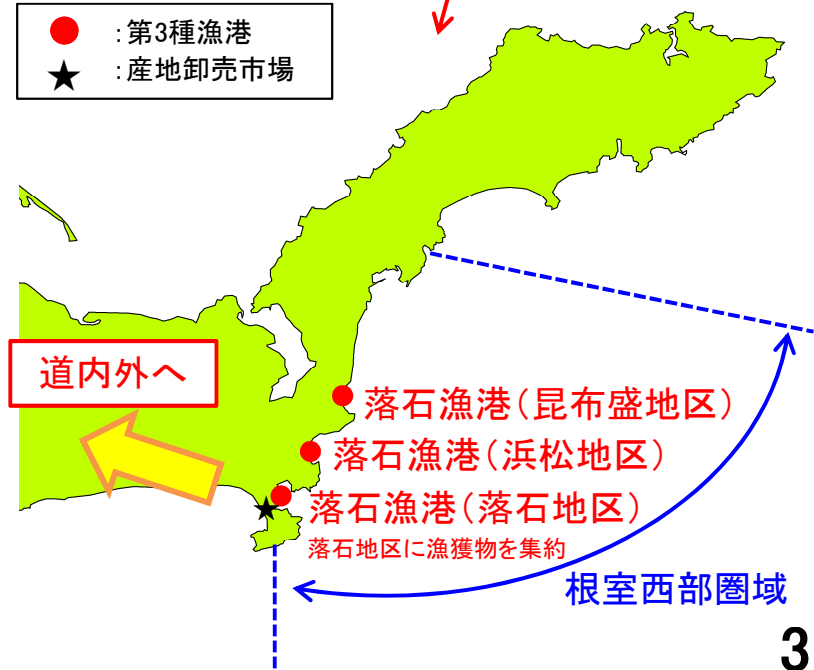 :第3種漁港
:産地卸売市場
道内外へ
落石漁港(昆布盛地区)
落石漁港(浜松地区)
落石漁港(落石地区)
落石地区に漁獲物を集約
根室西部圏域
3